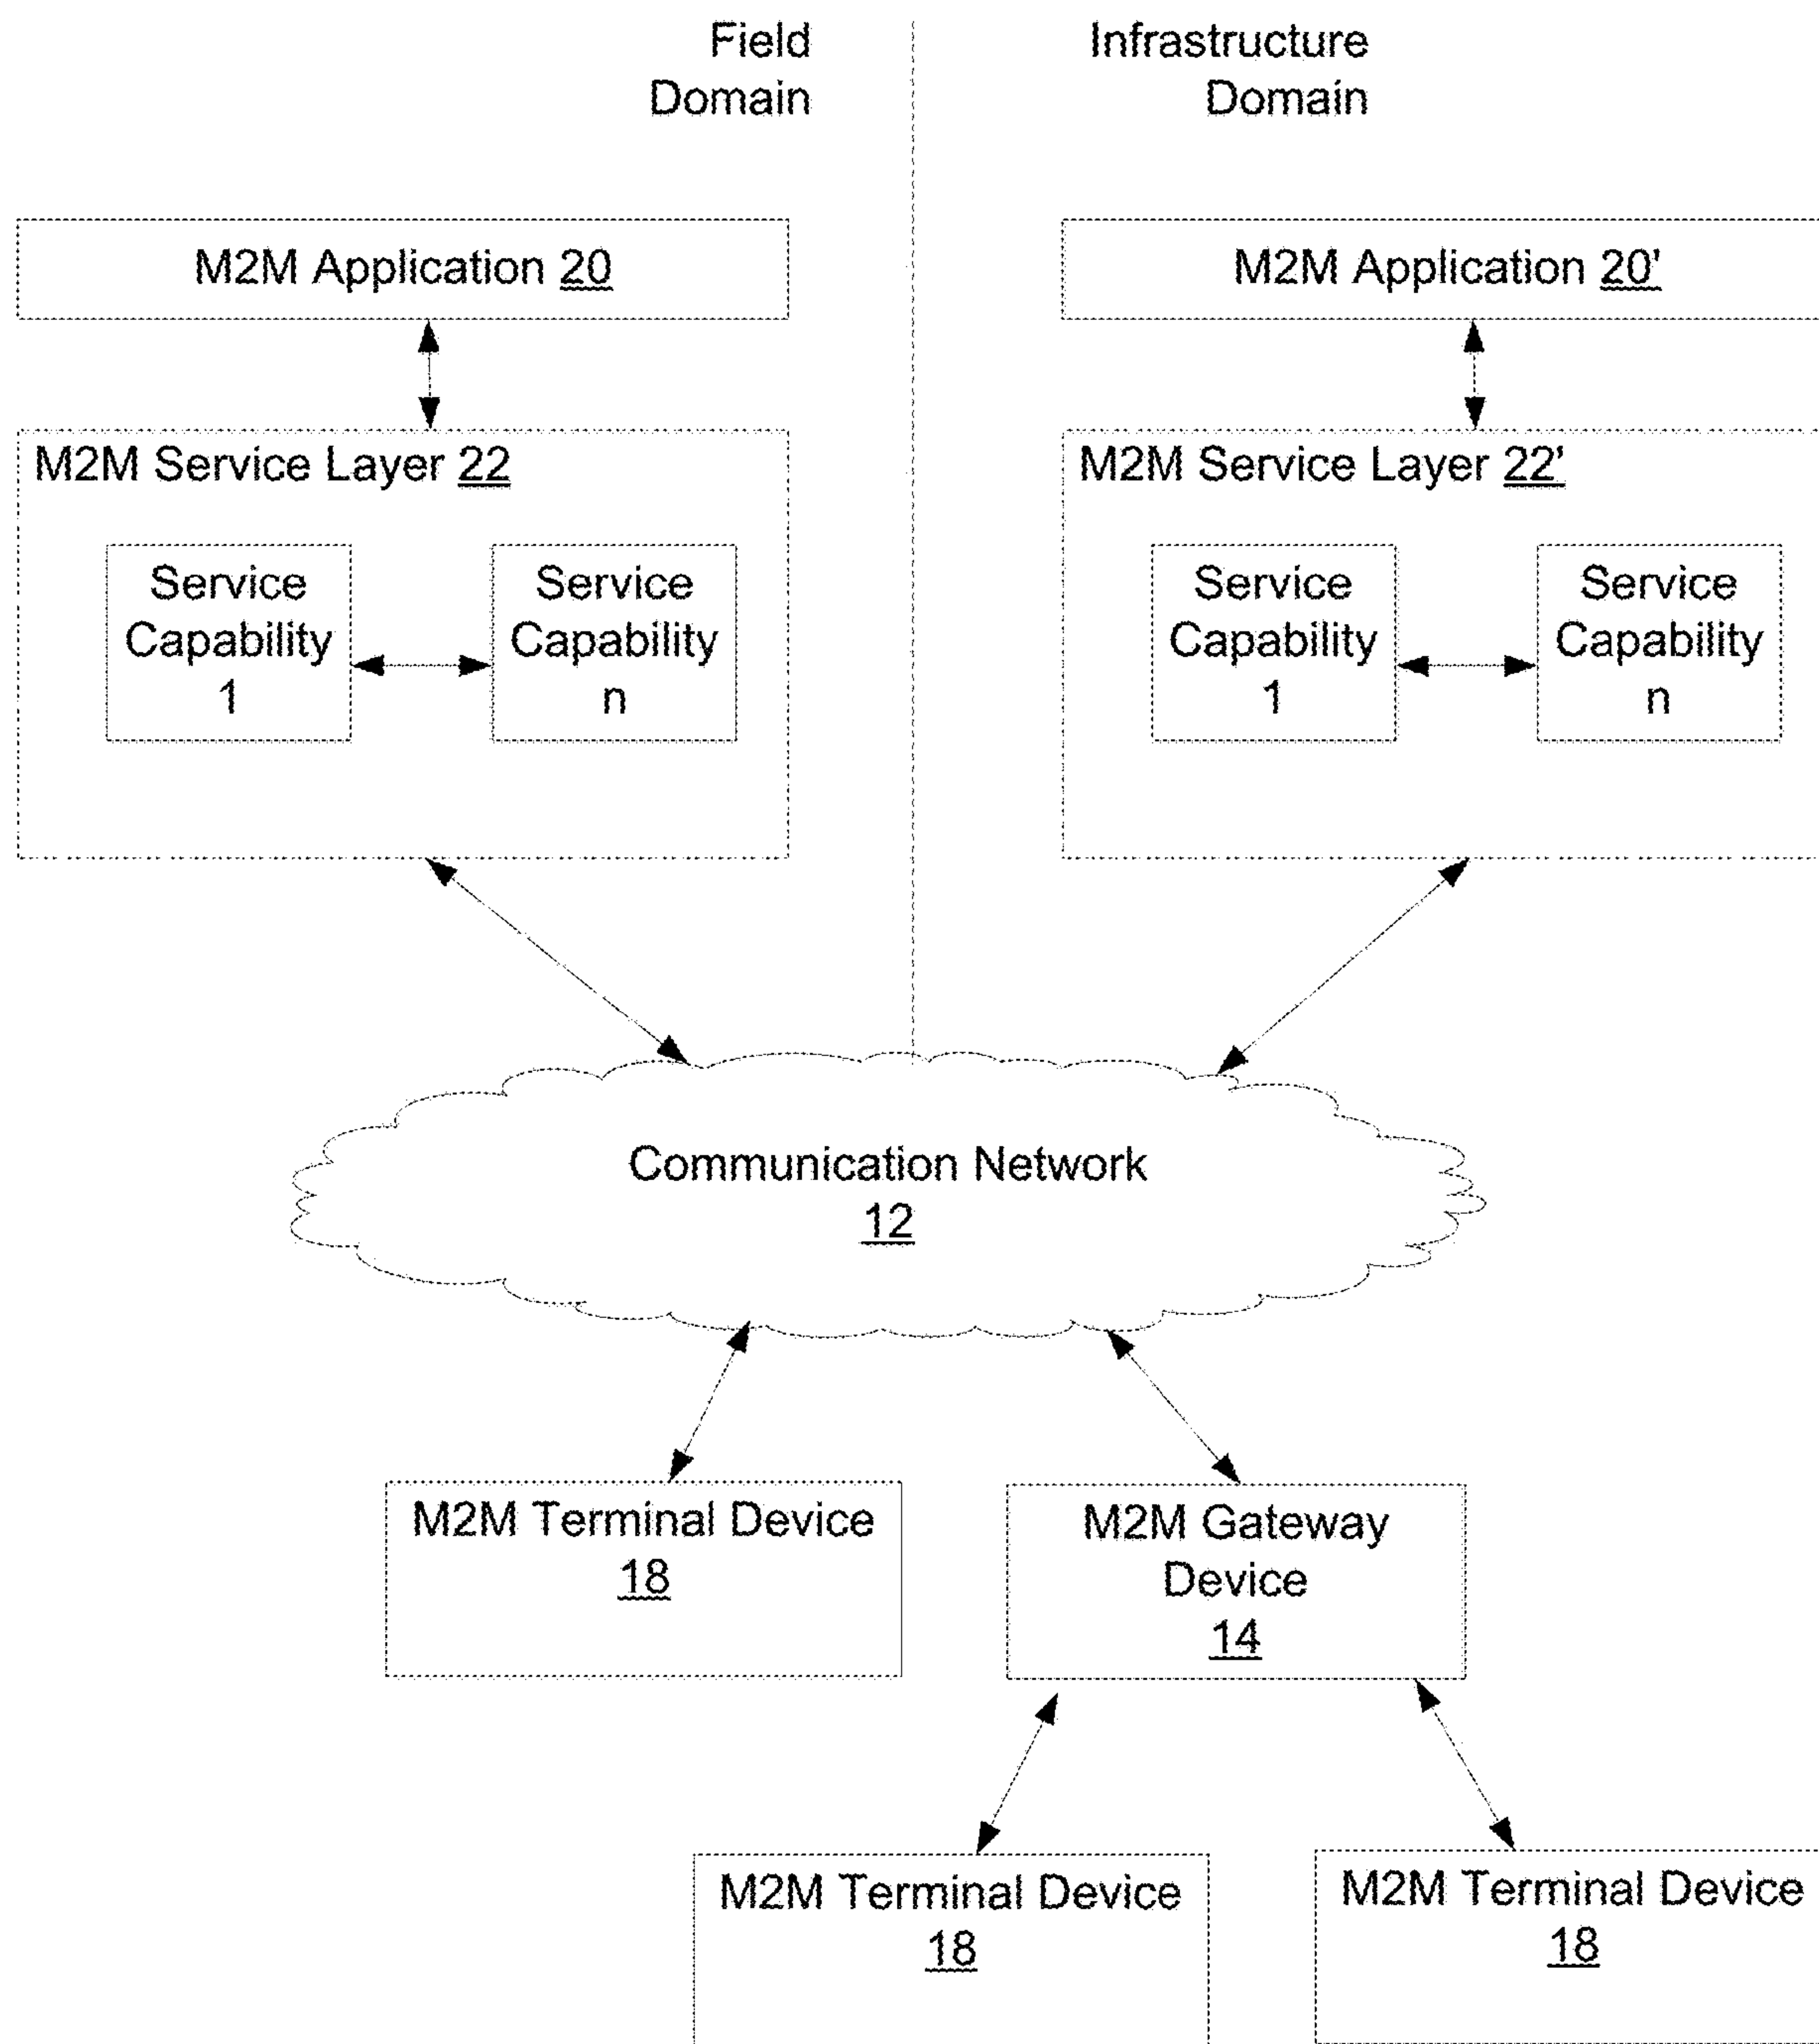 Field
Domain
Infrastructure
Domain
M2M Application 20
M2M Application 20'
M2M Service Layer 22
Service
Capability
1
Service
Capability
n
M2M Service Layer 22'
Service
Capability
1
Service
Capability
n
Communication Network
12
M2M Terminal Device
18
M2M Gateway
Device
14
M2M Terminal Device
18
M2M Terminal Device
18